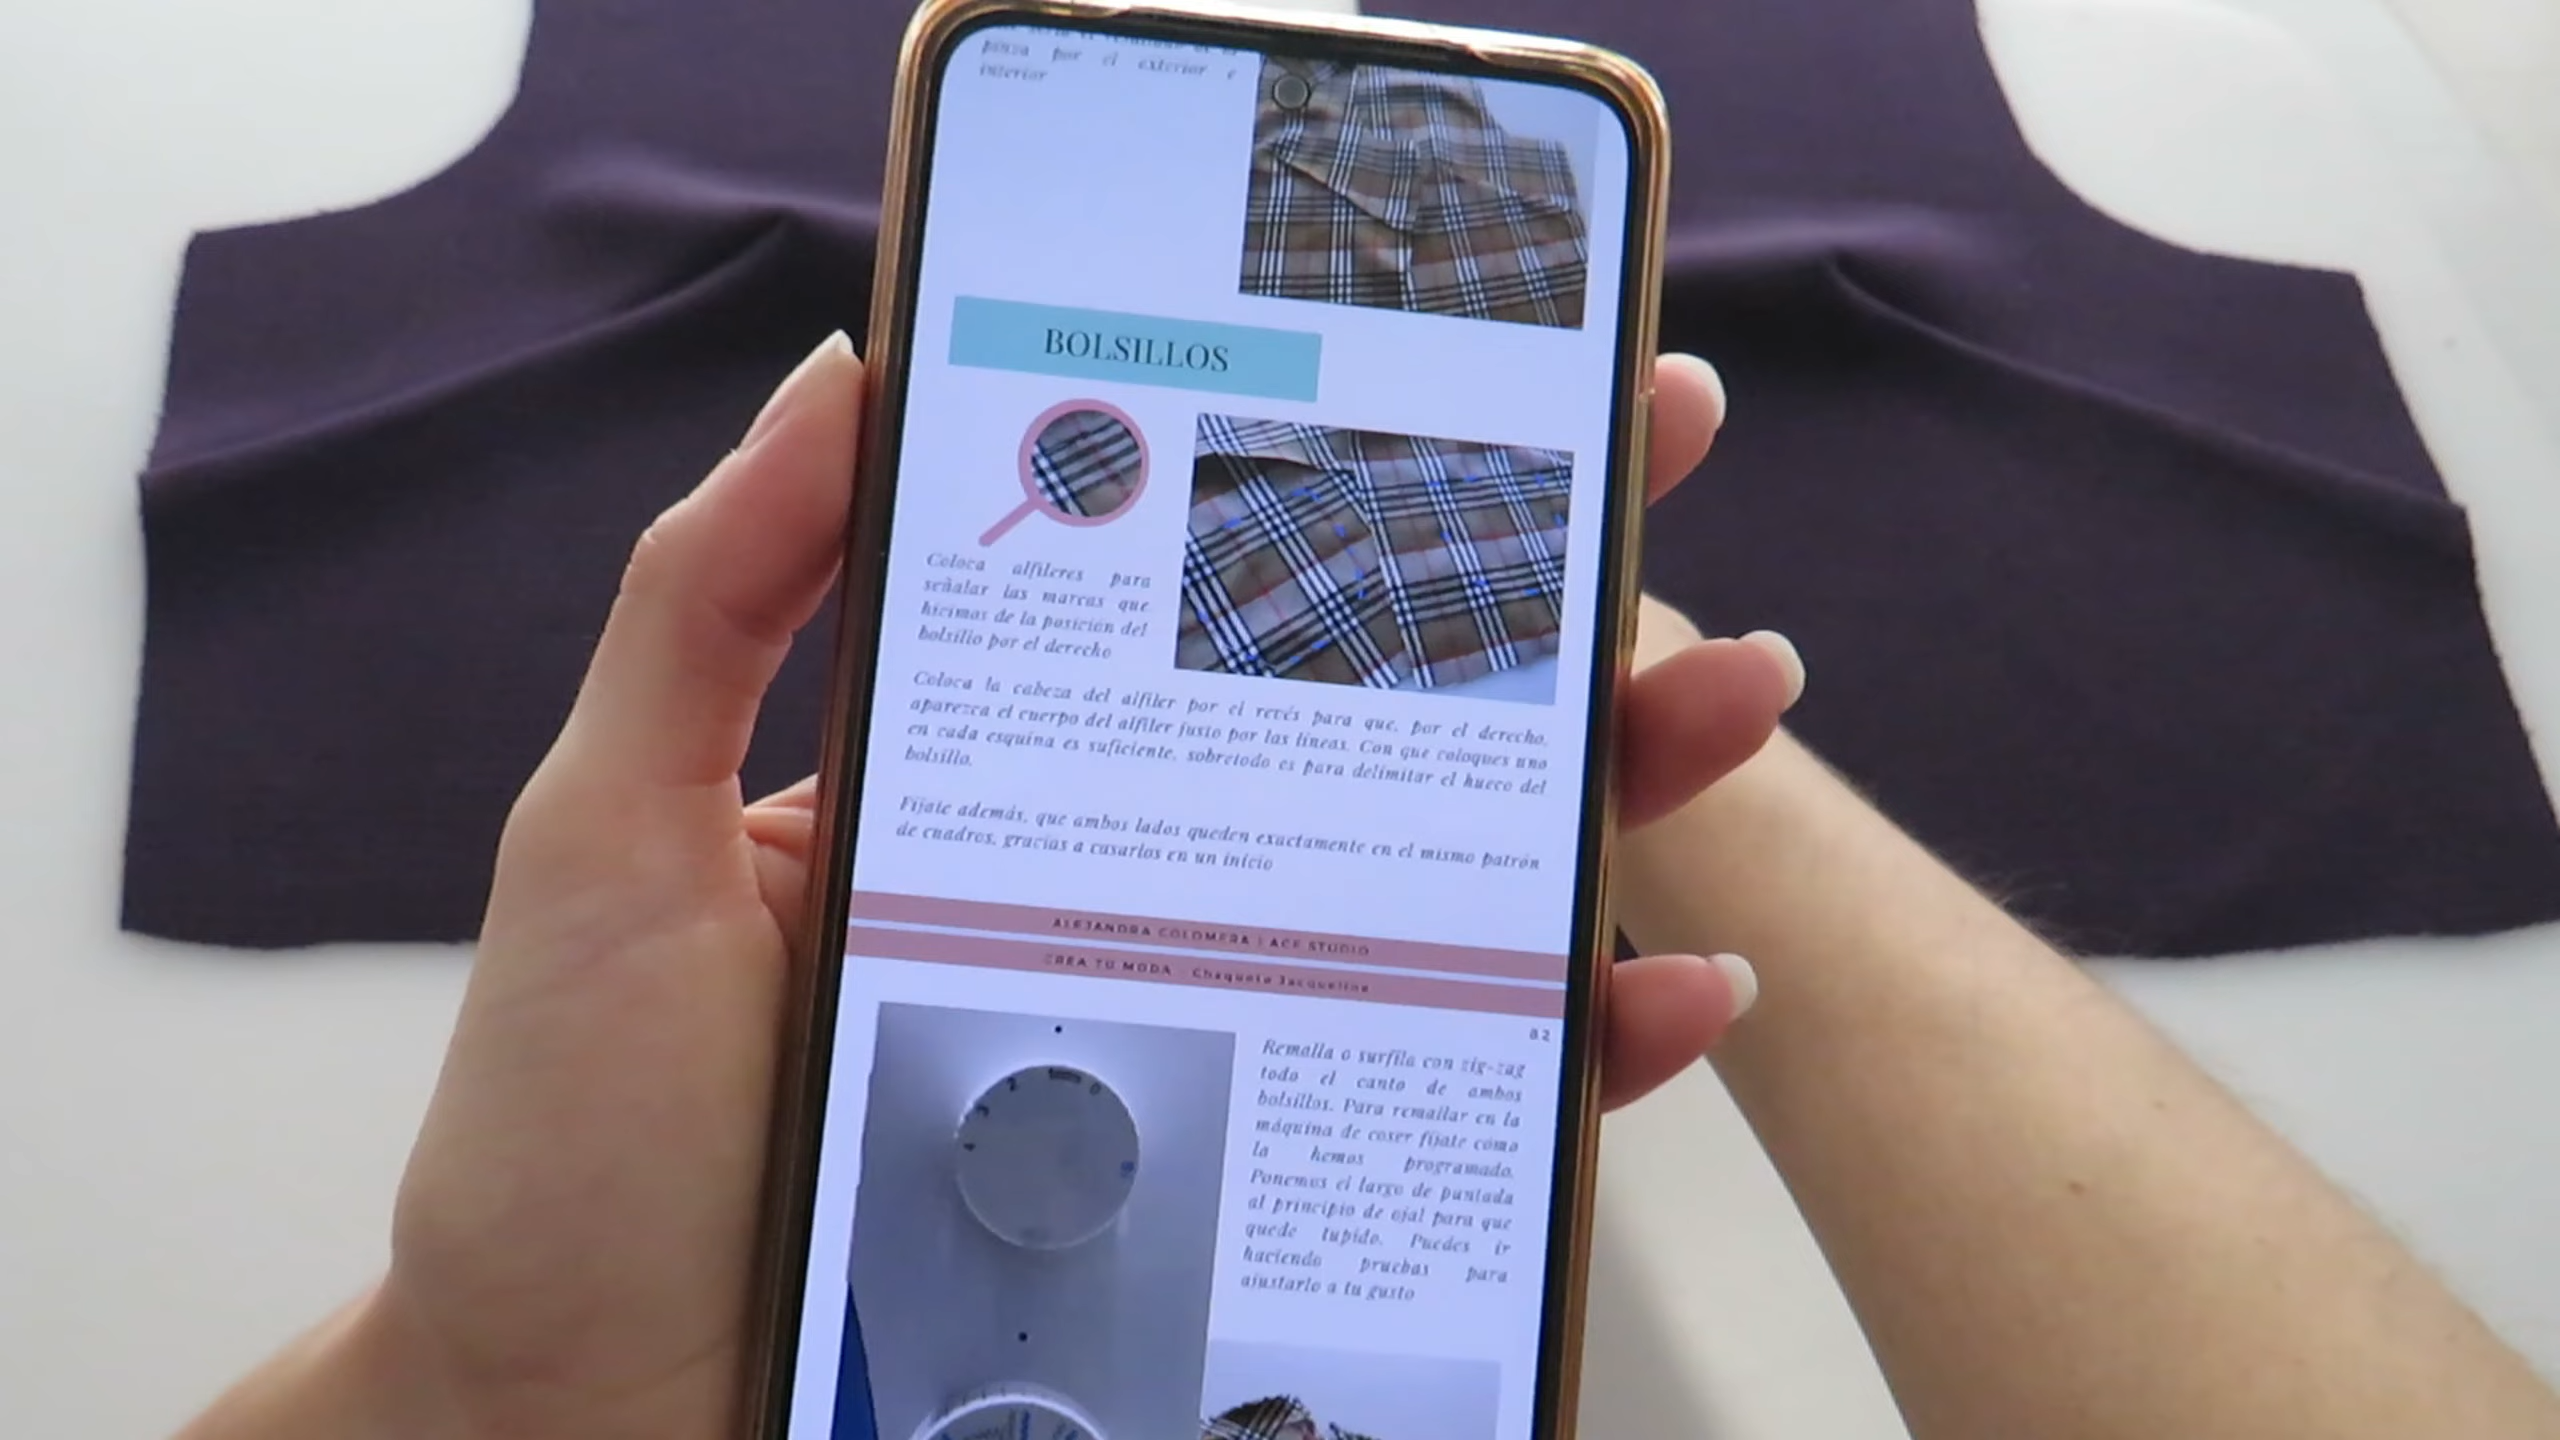 pinza por el exterior e
interior
BOLSILLOS
Coloca alfileres para
señalar las marcas que
hicimos de la posición del
bolsillo por el derecho
Coloca la cabeza del alfiler por el revés para que, por el derecho,
aparezca el cuerpo del alfiler justo por las líneas. Con que coloques uno
en cada esquina es suficiente, sobretodo es para delimitar el hueco del
bolsillo.
Fíjate además, que ambos lados queden exactamente en el mismo patrón
de cuadros, gracias a casarlos en un inicio
ALEJANDRA COLOMERA | ACE STUDIO
CREA TU MODA - Chaqueta Jacqueline
82
Remalla o surfila con zig-zag
todo el canto de ambos
bolsillos. Para remallar en la
máquina de coser fíjate cómo
la hemos programado.
Ponemos el largo de puntada
al principio de ojal para que
quede tupido. Puedes ir
haciendo pruebas para
ajustarlo a tu gusto
2 0
3
4